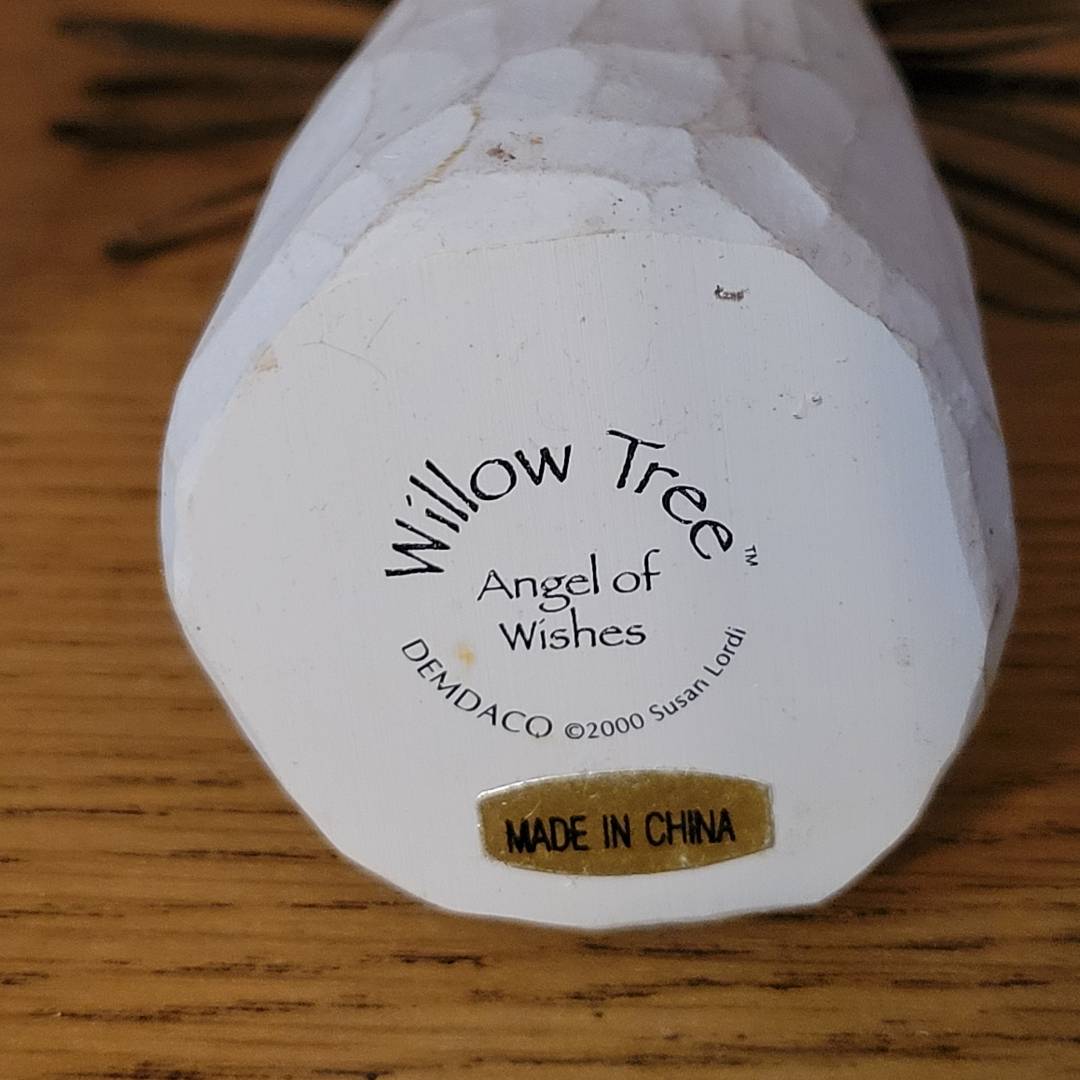 Willow Tree™
Angel of
Wishes
DEMDACO ©2000 Susan Lordi
MADE IN CHINA